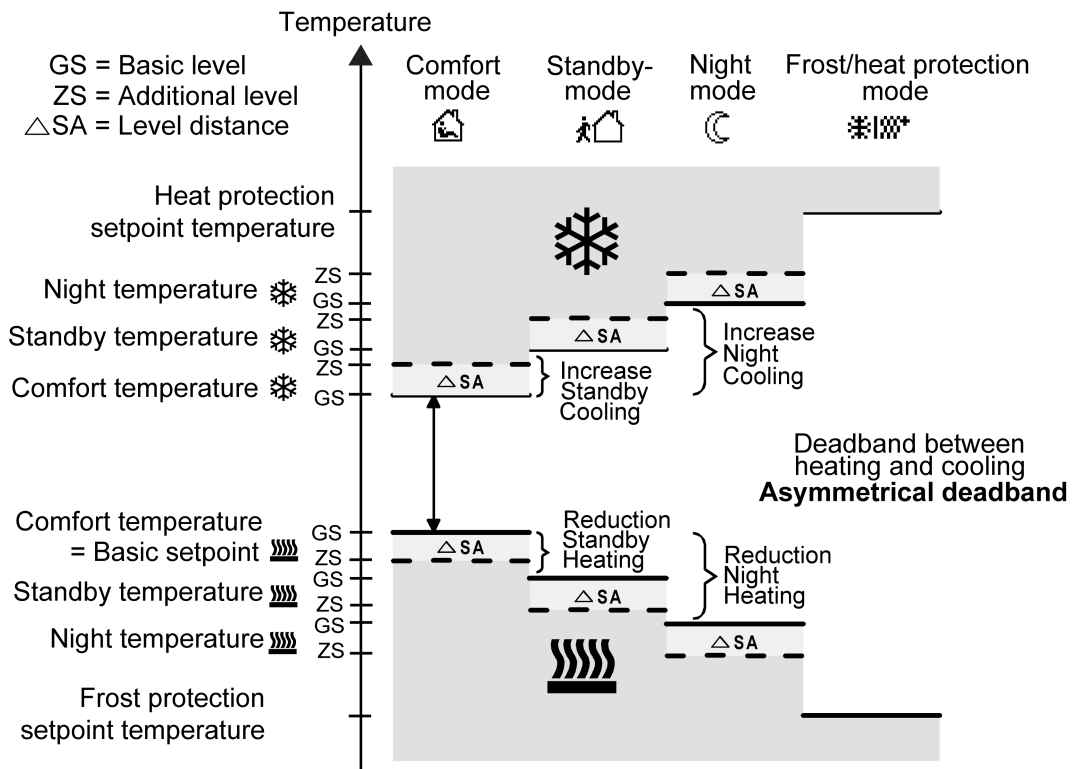 Temperature
GS = Basic level
ZS = Additional level
△SA = Level distance
Comfort
mode
Standby-
mode
Night
mode
Frost/heat protection
mode
Heat protection
setpoint temperature
Night temperature
ZS
GS
Standby temperature
ZS
GS
Comfort temperature
ZS
GS
△SA
△SA
△SA
Increase
Standby
Cooling
Increase
Night
Cooling
Deadband between
heating and cooling
Asymmetrical deadband
Comfort temperature
= Basic setpoint
GS
ZS
Standby temperature
GS
ZS
Night temperature
GS
ZS
△SA
△SA
△SA
Reduction
Standby
Heating
Reduction
Night
Heating
Frost protection
setpoint temperature